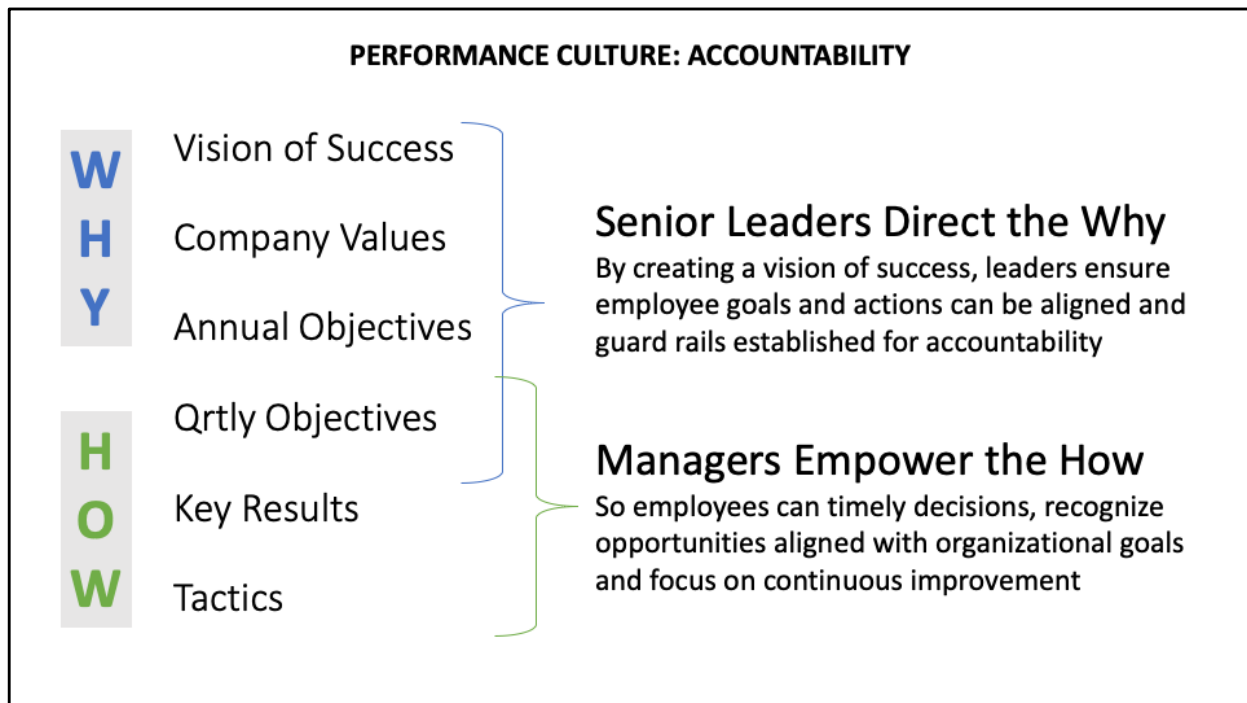 PERFORMANCE CULTURE: ACCOUNTABILITY
WHY
Vision of Success
Company Values
Annual Objectives
HOW
Qrtly Objectives
Key Results
Tactics
Senior Leaders Direct the Why
By creating a vision of success, leaders ensure
employee goals and actions can be aligned and
guard rails established for accountability
Managers Empower the How
So employees can timely decisions, recognize
opportunities aligned with organizational goals
and focus on continuous improvement